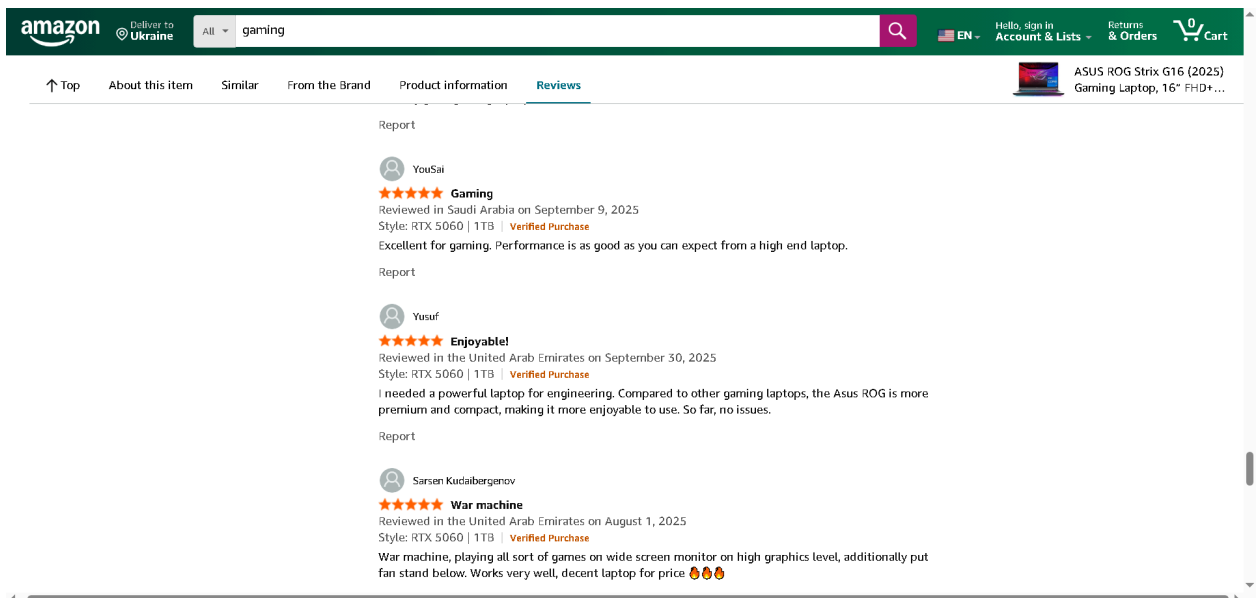 amazon
Deliver to
Ukraine
All
gaming
EN
Hello, sign in
Account & Lists
Returns
& Orders
0
Cart
Top
About this item
Similar
From the Brand
Product information
Reviews
ASUS ROG Strix G16 (2025)
Gaming Laptop, 16” FHD+...
Report
YouSai
Gaming
Reviewed in Saudi Arabia on September 9, 2025
Style: RTX 5060 | 1TB | Verified Purchase
Excellent for gaming. Performance is as good as you can expect from a high end laptop.
Report
Yusuf
Enjoyable!
Reviewed in the United Arab Emirates on September 30, 2025
Style: RTX 5060 | 1TB | Verified Purchase
I needed a powerful laptop for engineering. Compared to other gaming laptops, the Asus ROG is more
premium and compact, making it more enjoyable to use. So far, no issues.
Report
Sarsen Kudaibergenov
War machine
Reviewed in the United Arab Emirates on August 1, 2025
Style: RTX 5060 | 1TB | Verified Purchase
War machine, playing all sort of games on wide screen monitor on high graphics level, additionally put
fan stand below. Works very well, decent laptop for price 🔥🔥🔥